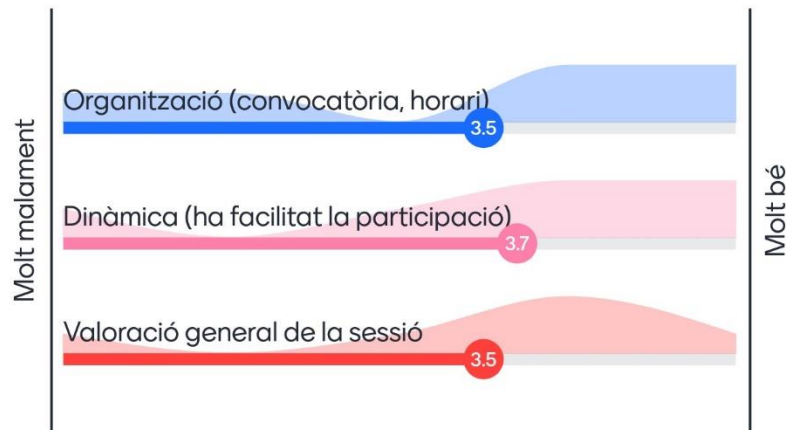 Molt malament
Organització (convocatòria, horari)
3.5
Dinàmica (ha facilitat la participació)
3.7
Valoració general de la sessió
3.5
Molt bé